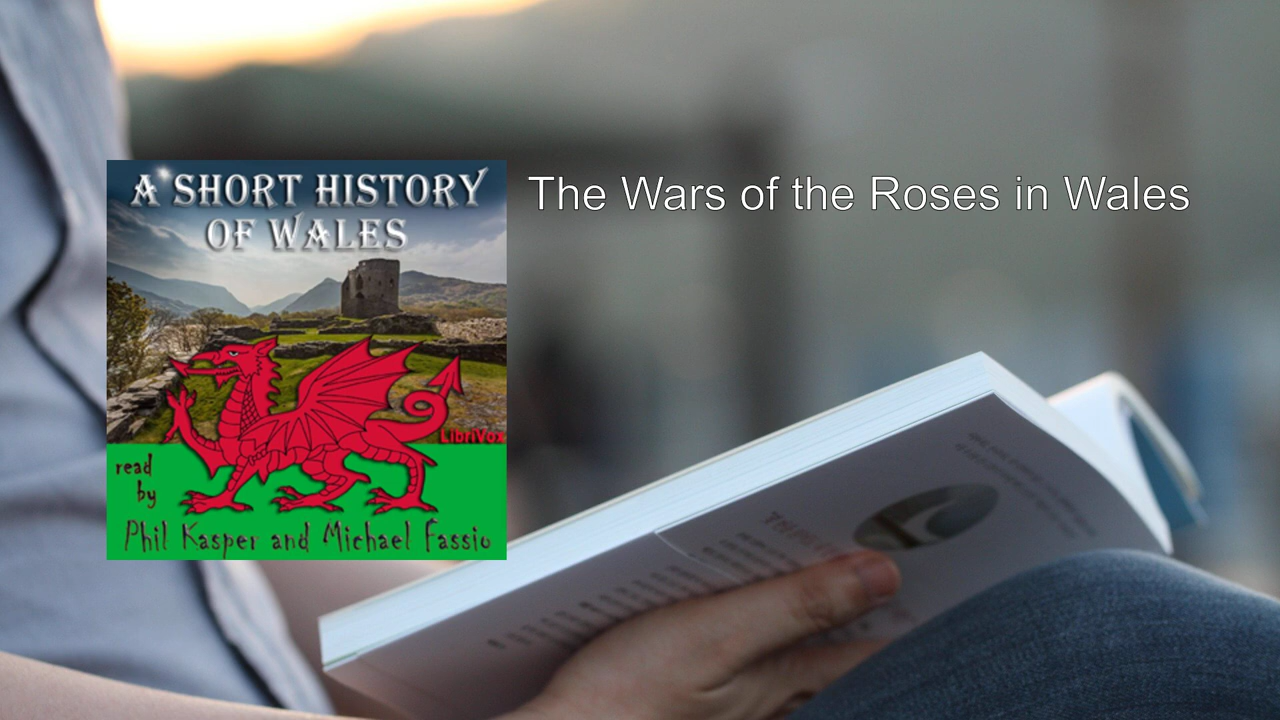 A SHORT HISTORY
OF WALES
The Wars of the Roses in Wales
LibriVox
read
by
Phil Kasper and Michael Fassio